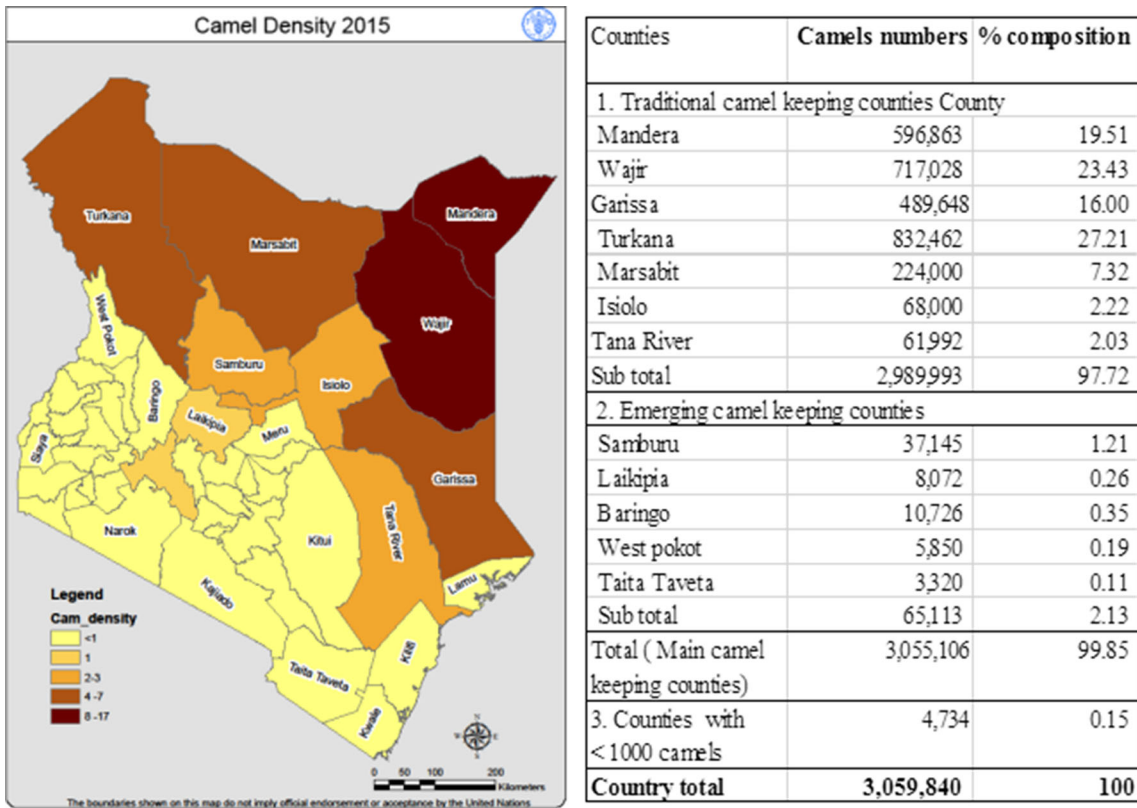 Camel Density 2015
Turkana
Marsabit
Mandera
Wajir
West Pokot
Samburu
Isiolo
Baringo
Laikipia
Meru
Siaya
Garissa
Narok
Kitui
Tana River
Kajiado
Lamu
Taita Taveta
Kilifi
Kwale
Legend
Cam_density
<1
1
2-3
4 -7
8 -17
N
W E
S
0 50 100 200
Kilometers
The boundaries shown on this map do not imply official endorsement or acceptance by the United Nations
Counties Camels numbers % composition
1. Traditional camel keeping counties County
Mandera 596,863 19.51
Wajir 717,028 23.43
Garissa 489,648 16.00
Turkana 832,462 27.21
Marsabit 224,000 7.32
Isiolo 68,000 2.22
Tana River 61,992 2.03
Sub total 2,989,993 97.72
2. Emerging camel keeping counties
Samburu 37,145 1.21
Laikipia 8,072 0.26
Baringo 10,726 0.35
West pokot 5,850 0.19
Taita Taveta 3,320 0.11
Sub total 65,113 2.13
Total ( Main camel 3,055,106 99.85
keeping counties)
3. Counties with 4,734 0.15
< 1000 camels
Country total 3,059,840 100